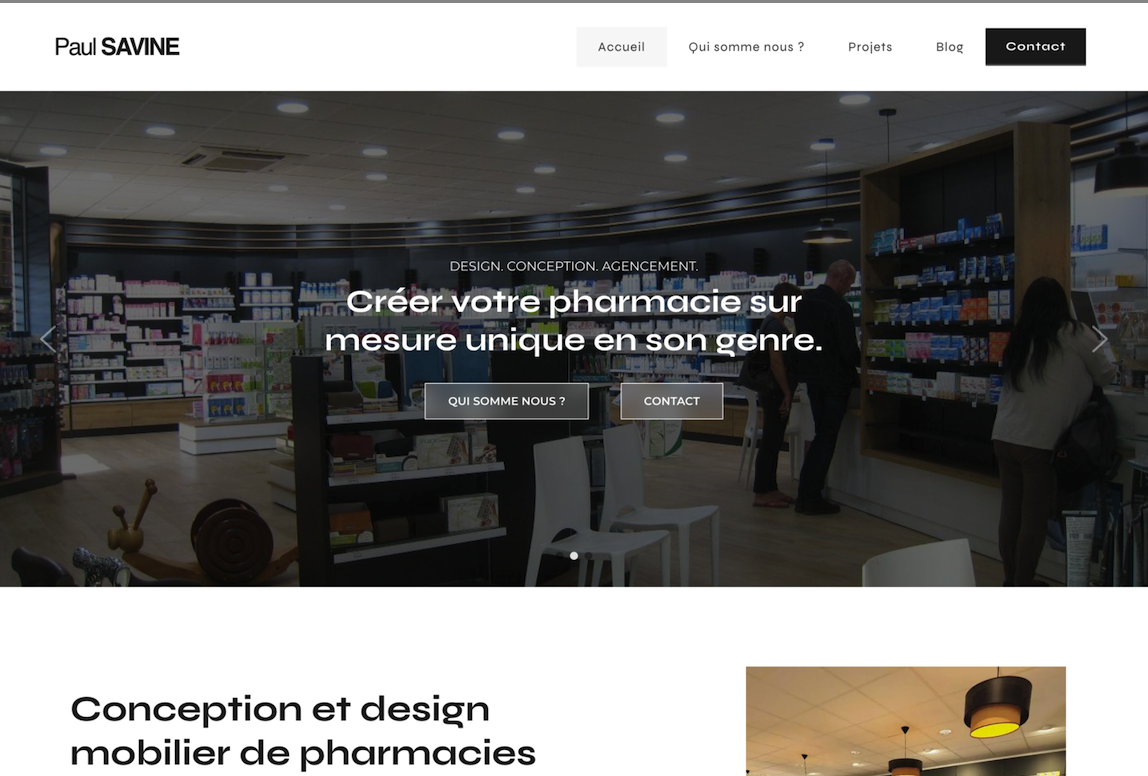 Paul SAVINE
Accueil
Qui somme nous ?
Projets
Blog
Contact
DESIGN. CONCEPTION. AGENCEMENT.
Créer votre pharmacie sur
mesure unique en son genre.
QUI SOMME NOUS ?
CONTACT
Conception et design
mobilier de pharmacies